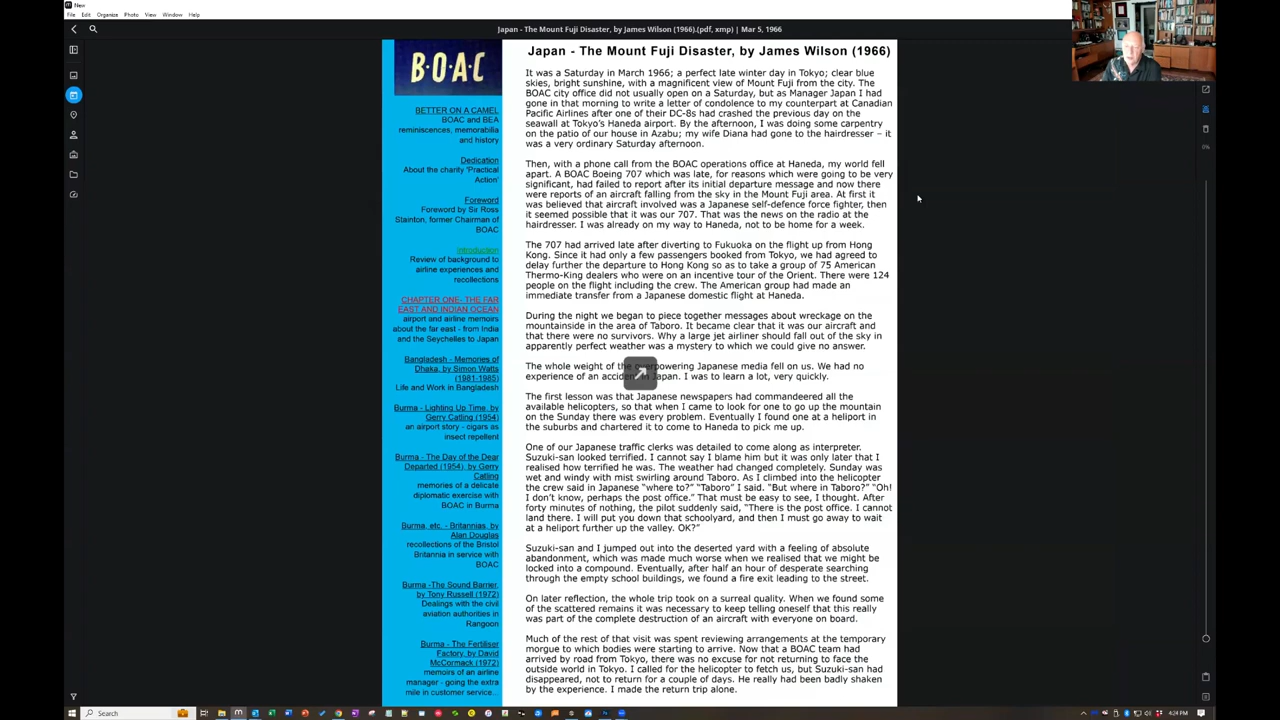 New
File Edit Organize Photo View Window Help
Japan - The Mount Fuji Disaster, by James Wilson (1966).(pdf, xmp) | Mar 5, 1966
B·O·A·C
BETTER ON A CAMEL
BOAC and BEA
reminiscences, memorabilia
and history
Dedication
About the charity 'Practical
Action'
Foreword
Foreword by Sir Ross
Stainton, former Chairman of
BOAC
Introduction
Review of background to
airline experiences and
recollections
CHAPTER ONE- THE FAR
EAST AND INDIAN OCEAN
airport and airline memoirs
about the far east - from India
and the Seychelles to Japan
Bangladesh - Memories of
Dhaka, by Simon Watts
(1981-1985)
Life and Work in Bangladesh
Burma - Lighting Up Time, by
Gerry Catling (1954)
an airport story - cigars as
insect repellent
Burma - The Day of the Dear
Departed (1954), by Gerry
Catling
memories of a delicate
diplomatic exercise with
BOAC in Burma
Burma, etc. - Britannias, by
Alan Douglas
recollections of the Bristol
Britannia in service with
BOAC
Burma -The Sound Barrier,
by Tony Russell (1972)
Dealings with the civil
aviation authorities in
Rangoon
Burma - The Fertiliser
Factory, by David
McCormack (1972)
memoirs of an airline
manager - going the extra
mile in customer service...
Japan - The Mount Fuji Disaster, by James Wilson (1966)
It was a Saturday in March 1966; a perfect late winter day in Tokyo; clear blue
skies, bright sunshine, with a magnificent view of Mount Fuji from the city. The
BOAC city office did not usually open on a Saturday, but as Manager Japan I had
gone in that morning to write a letter of condolence to my counterpart at Canadian
Pacific Airlines after one of their DC-8s had crashed the previous day on the
seawall at Tokyo's Haneda airport. By the afternoon, I was doing some carpentry
on the patio of our house in Azabu; my wife Diana had gone to the hairdresser – it
was a very ordinary Saturday afternoon.
Then, with a phone call from the BOAC operations office at Haneda, my world fell
apart. A BOAC Boeing 707 which was late, for reasons which were going to be very
significant, had failed to report after its initial departure message and now there
were reports of an aircraft falling from the sky in the Mount Fuji area. At first it
was believed that aircraft involved was a Japanese self-defence force fighter, then
it seemed possible that it was our 707. That was the news on the radio at the
hairdresser. I was already on my way to Haneda, not to be home for a week.
The 707 had arrived late after diverting to Fukuoka on the flight up from Hong
Kong. Since it had only a few passengers booked from Tokyo, we had agreed to
delay further the departure to Hong Kong so as to take a group of 75 American
Thermo-King dealers who were on an incentive tour of the Orient. There were 124
people on the flight including the crew. The American group had made an
immediate transfer from a Japanese domestic flight at Haneda.
During the night we began to piece together messages about wreckage on the
mountainside in the area of Taboro. It became clear that it was our aircraft and
that there were no survivors. Why a large jet airliner should fall out of the sky in
apparently perfect weather was a mystery to which we could give no answer.
The whole weight of the overpowering Japanese media fell on us. We had no
experience of an accident in Japan. I was to learn a lot, very quickly.
The first lesson was that Japanese newspapers had commandeered all the
available helicopters, so that when I came to look for one to go up the mountain
on the Sunday there was every problem. Eventually I found one at a heliport in
the suburbs and chartered it to come to Haneda to pick me up.
One of our Japanese traffic clerks was detailed to come along as interpreter.
Suzuki-san looked terrified. I cannot say I blame him but it was only later that I
realised how terrified he was. The weather had changed completely. Sunday was
wet and windy with mist swirling around Taboro. As I climbed into the helicopter
the crew said in Japanese "where to?" "Taboro" I said. "But where in Taboro?" "Oh!
I don't know, perhaps the post office." That must be easy to see, I thought. After
forty minutes of nothing, the pilot suddenly said, "There is the post office. I cannot
land there. I will put you down that schoolyard, and then I must go away to wait
at a heliport further up the valley. OK?"
Suzuki-san and I jumped out into the deserted yard with a feeling of absolute
abandonment, which was made much worse when we realised that we might be
locked into a compound. Eventually, after half an hour of desperate searching
through the empty school buildings, we found a fire exit leading to the street.
On later reflection, the whole trip took on a surreal quality. When we found some
of the scattered remains it was necessary to keep telling oneself that this really
was part of the complete destruction of an aircraft with everyone on board.
Much of the rest of that visit was spent reviewing arrangements at the temporary
morgue to which bodies were starting to arrive. Now that a BOAC team had
arrived by road from Tokyo, there was no excuse for not returning to face the
outside world in Tokyo. I called for the helicopter to fetch us, but Suzuki-san had
disappeared, not to return for a couple of days. He really had been badly shaken
by the experience. I made the return trip alone.
0%
Search
4:24 PM